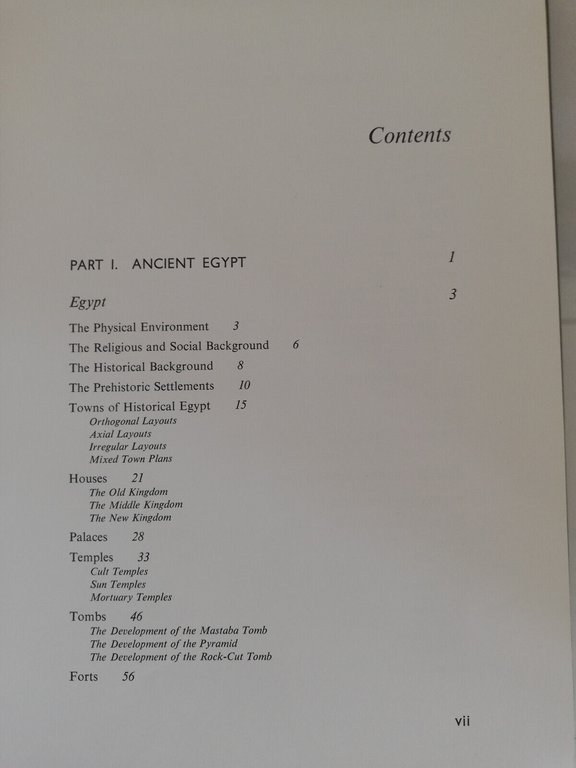 Contents
PART I. ANCIENT EGYPT 1
Egypt 3
The Physical Environment 3
The Religious and Social Background 6
The Historical Background 8
The Prehistoric Settlements 10
Towns of Historical Egypt 15
Orthogonal Layouts
Axial Layouts
Irregular Layouts
Mixed Town Plans
Houses 21
The Old Kingdom
The Middle Kingdom
The New Kingdom
Palaces 28
Temples 33
Cult Temples
Sun Temples
Mortuary Temples
Tombs 46
The Development of the Mastaba Tomb
The Development of the Pyramid
The Development of the Rock-Cut Tomb
Forts 56
vii